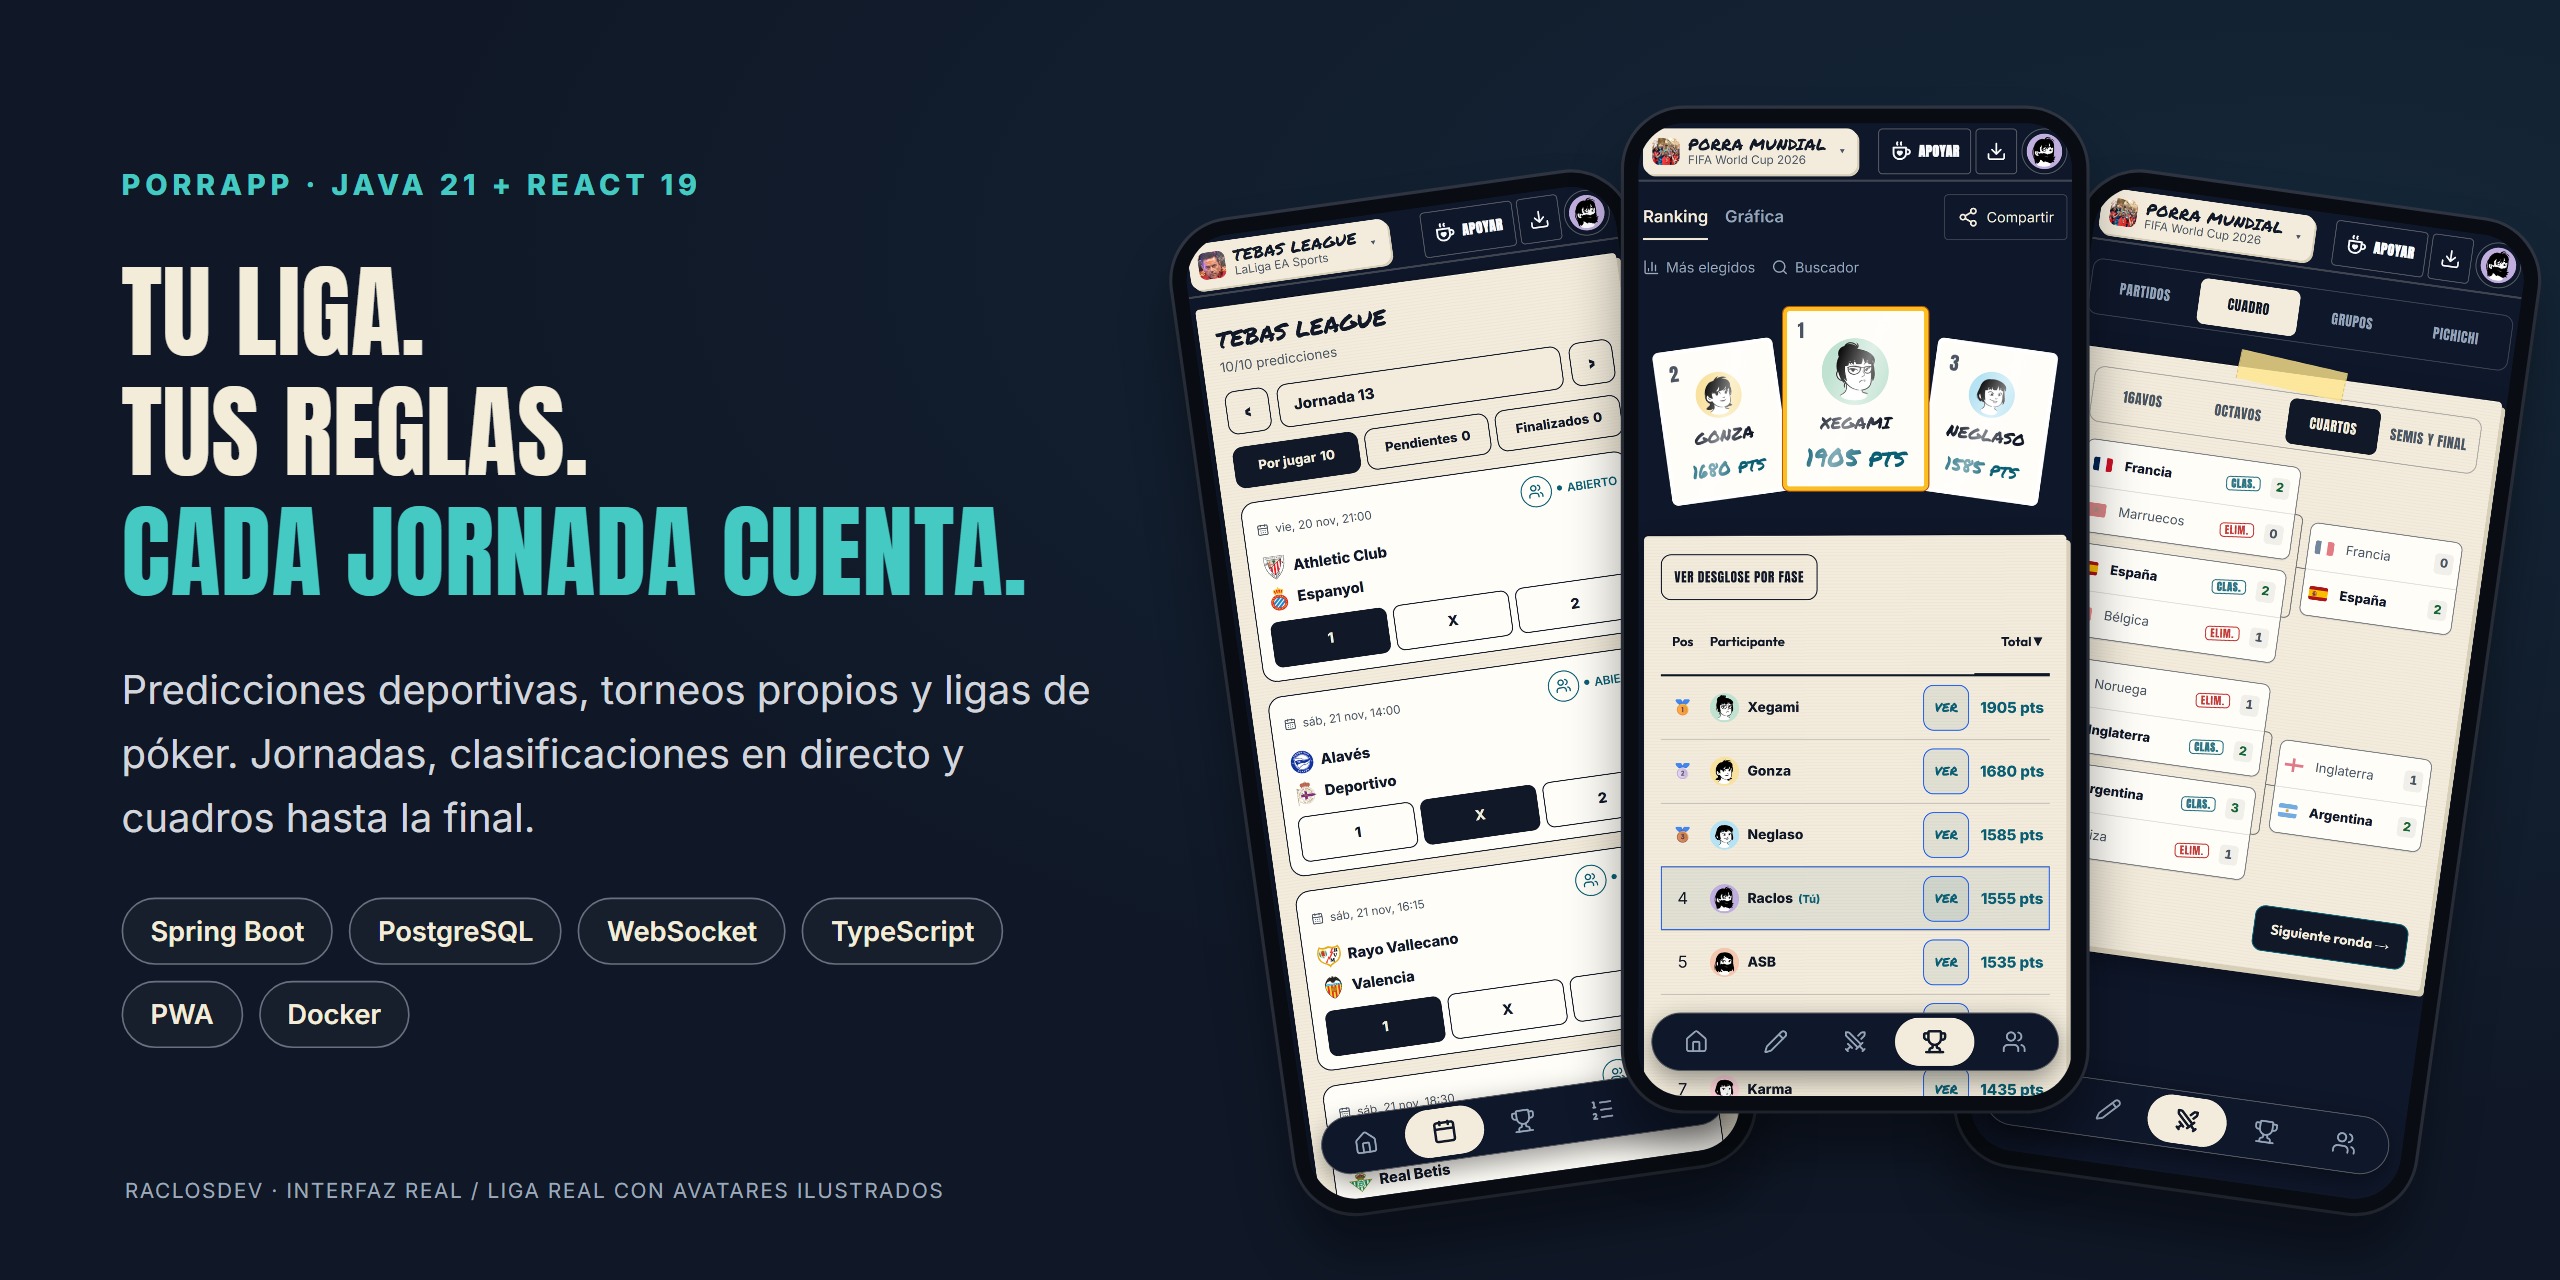 PORRAPP · JAVA 21 + REACT 19
TU LIGA.
TUS REGLAS.
CADA JORNADA CUENTA.
Predicciones deportivas, torneos propios y ligas de
póker. Jornadas, clasificaciones en directo y
cuadros hasta la final.
Spring Boot
PostgreSQL
WebSocket
TypeScript
PWA
Docker
RACLOSDEV · INTERFAZ REAL / LIGA REAL CON AVATARES ILUSTRADOS
TEBAS LEAGUE
LaLiga EA Sports
APOYAR
TEBAS LEAGUE
10/10 predicciones
Jornada 13
Por jugar 10
Pendientes 0
Finalizados 0
• ABIERTO
vie, 20 nov, 21:00
Athletic Club
Espanyol
1 X 2
sáb, 21 nov, 14:00
Alavés
Deportivo
1 X 2
sáb, 21 nov, 16:15
Rayo Vallecano
Valencia
1 X
sáb, 21 nov, 18:30
Real Betis
PORRA MUNDIAL
FIFA World Cup 2026
APOYAR
Ranking
Gráfica
Compartir
Más elegidos
Buscador
2
GONZA
1680 PTS
1
XEGAMI
1905 PTS
3
NEGLASO
1585 PTS
VER DESGLOSE POR FASE
Pos Participante Total▼
1 Xegami VER 1905 pts
2 Gonza VER 1680 pts
3 Neglaso VER 1585 pts
4 Raclos (Tú) VER 1555 pts
5 ASB VER 1535 pts
7 Karma VER 1435 pts
PORRA MUNDIAL
FIFA World Cup 2026
APOYAR
PARTIDOS
CUADRO
GRUPOS
PICHICHI
16AVOS
OCTAVOS
CUARTOS
SEMIS Y FINAL
Francia CLAS. 2
Marruecos ELIM. 0
España CLAS. 2
Bélgica ELIM. 1
Noruega ELIM. 1
Inglaterra CLAS. 2
rgentina CLAS. 3
iza ELIM. 1
Francia 0
España 2
Inglaterra 1
Argentina 2
Siguiente ronda →